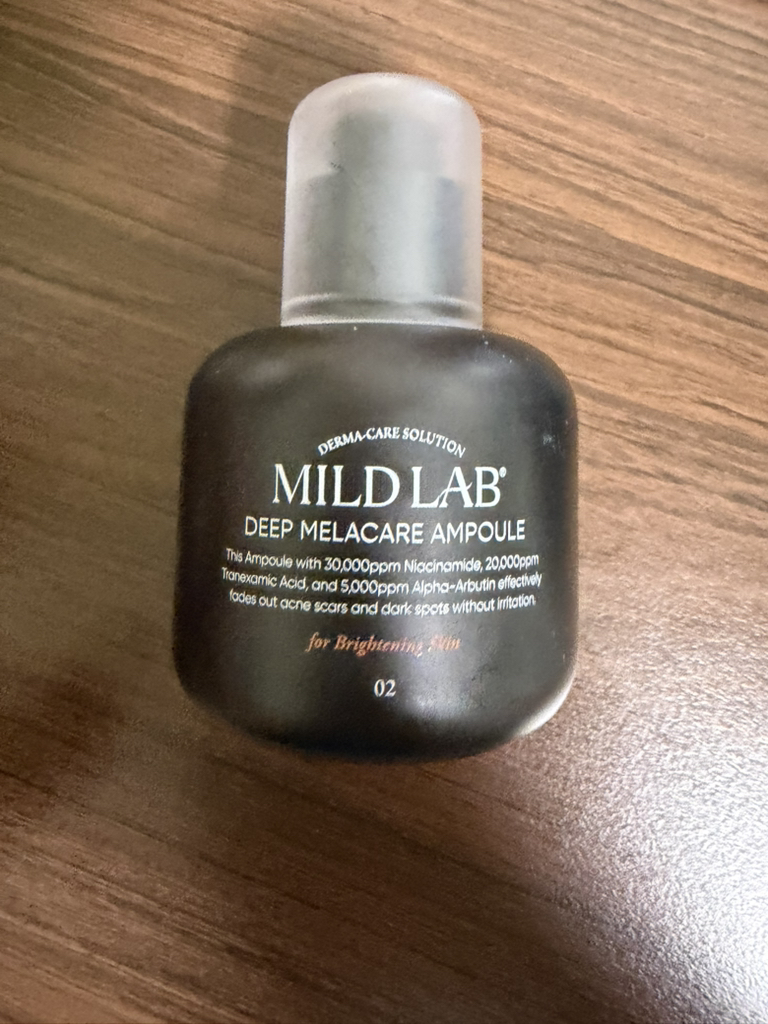 DERMA-CARE SOLUTION
MILD LAB®
DEEP MELACARE AMPOULE
This Ampoule with 30,000ppm Niacinamide, 20,000ppm
Tranexamic Acid, and 5,000ppm Alpha-Arbutin effectively
fades out acne scars and dark spots without irritation.
for Brightening Skin
02